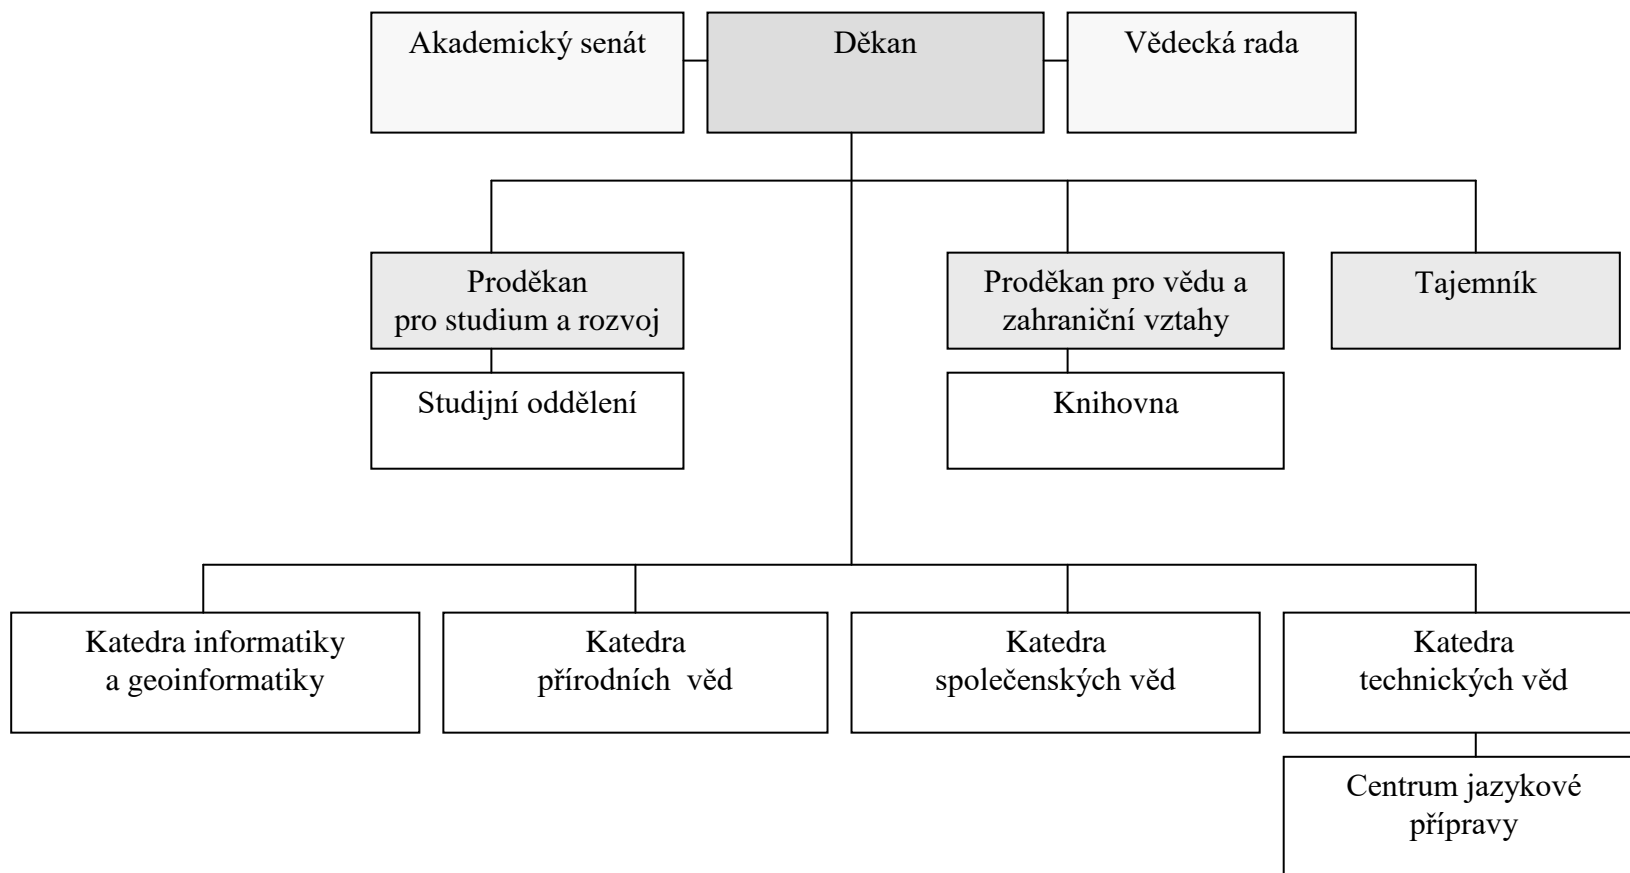 Akademický senát
Děkan
Vědecká rada
Proděkan
pro studium a rozvoj
Proděkan pro vědu a
zahraniční vztahy
Tajemník
Studijní oddělení
Knihovna
Katedra informatiky
a geoinformatiky
Katedra
přírodních  věd
Katedra
společenských věd
Katedra
technických věd
Centrum jazykové
přípravy